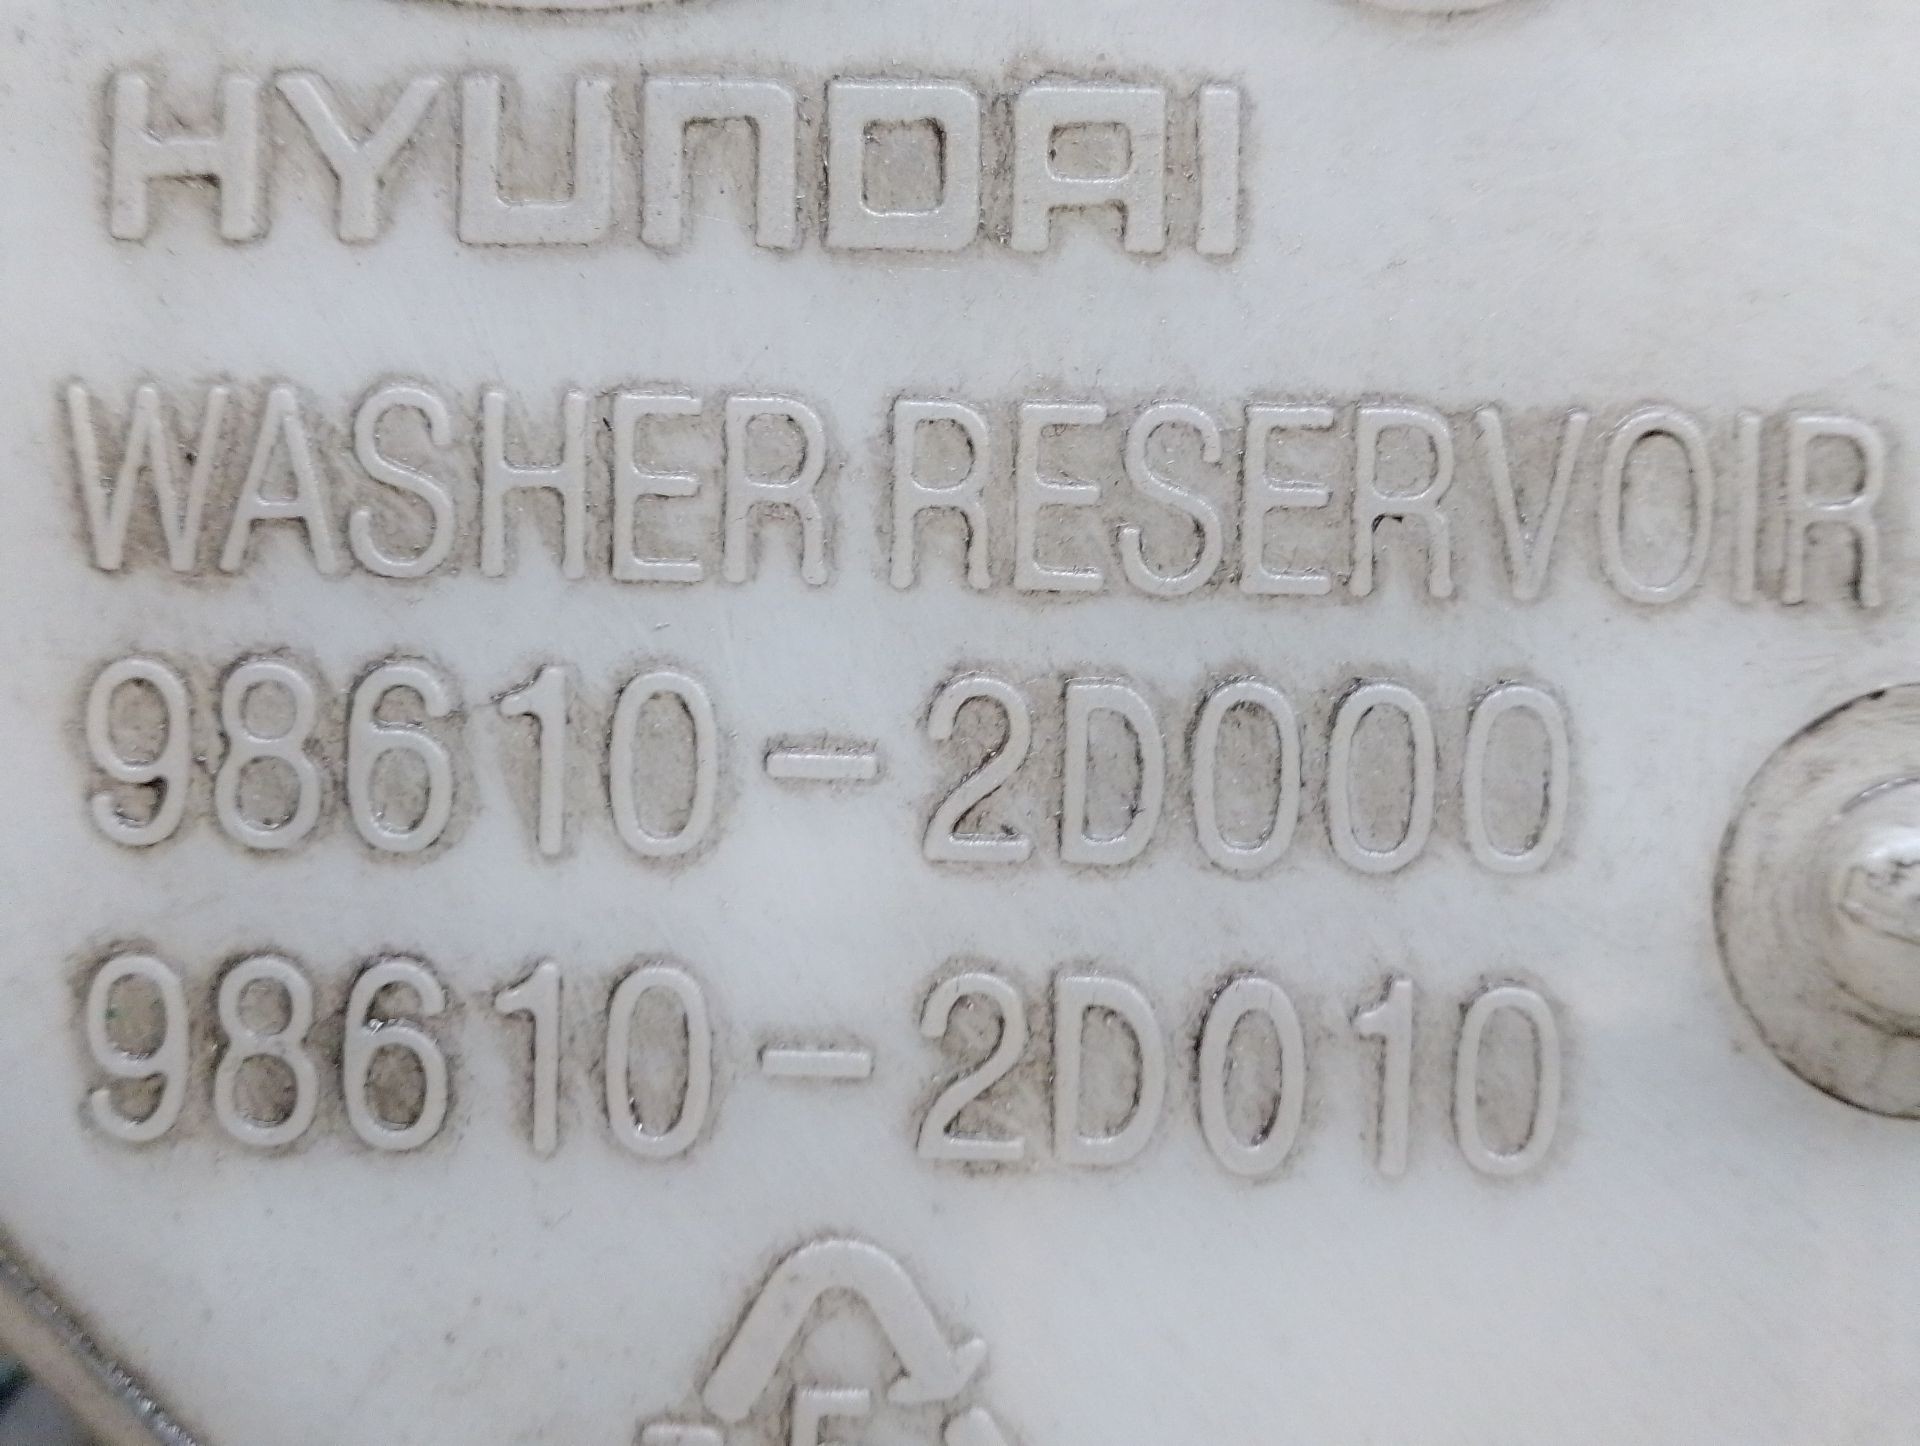 HYUNDAI
WASHER RESERVOIR
98610-2D000
98610-2D010